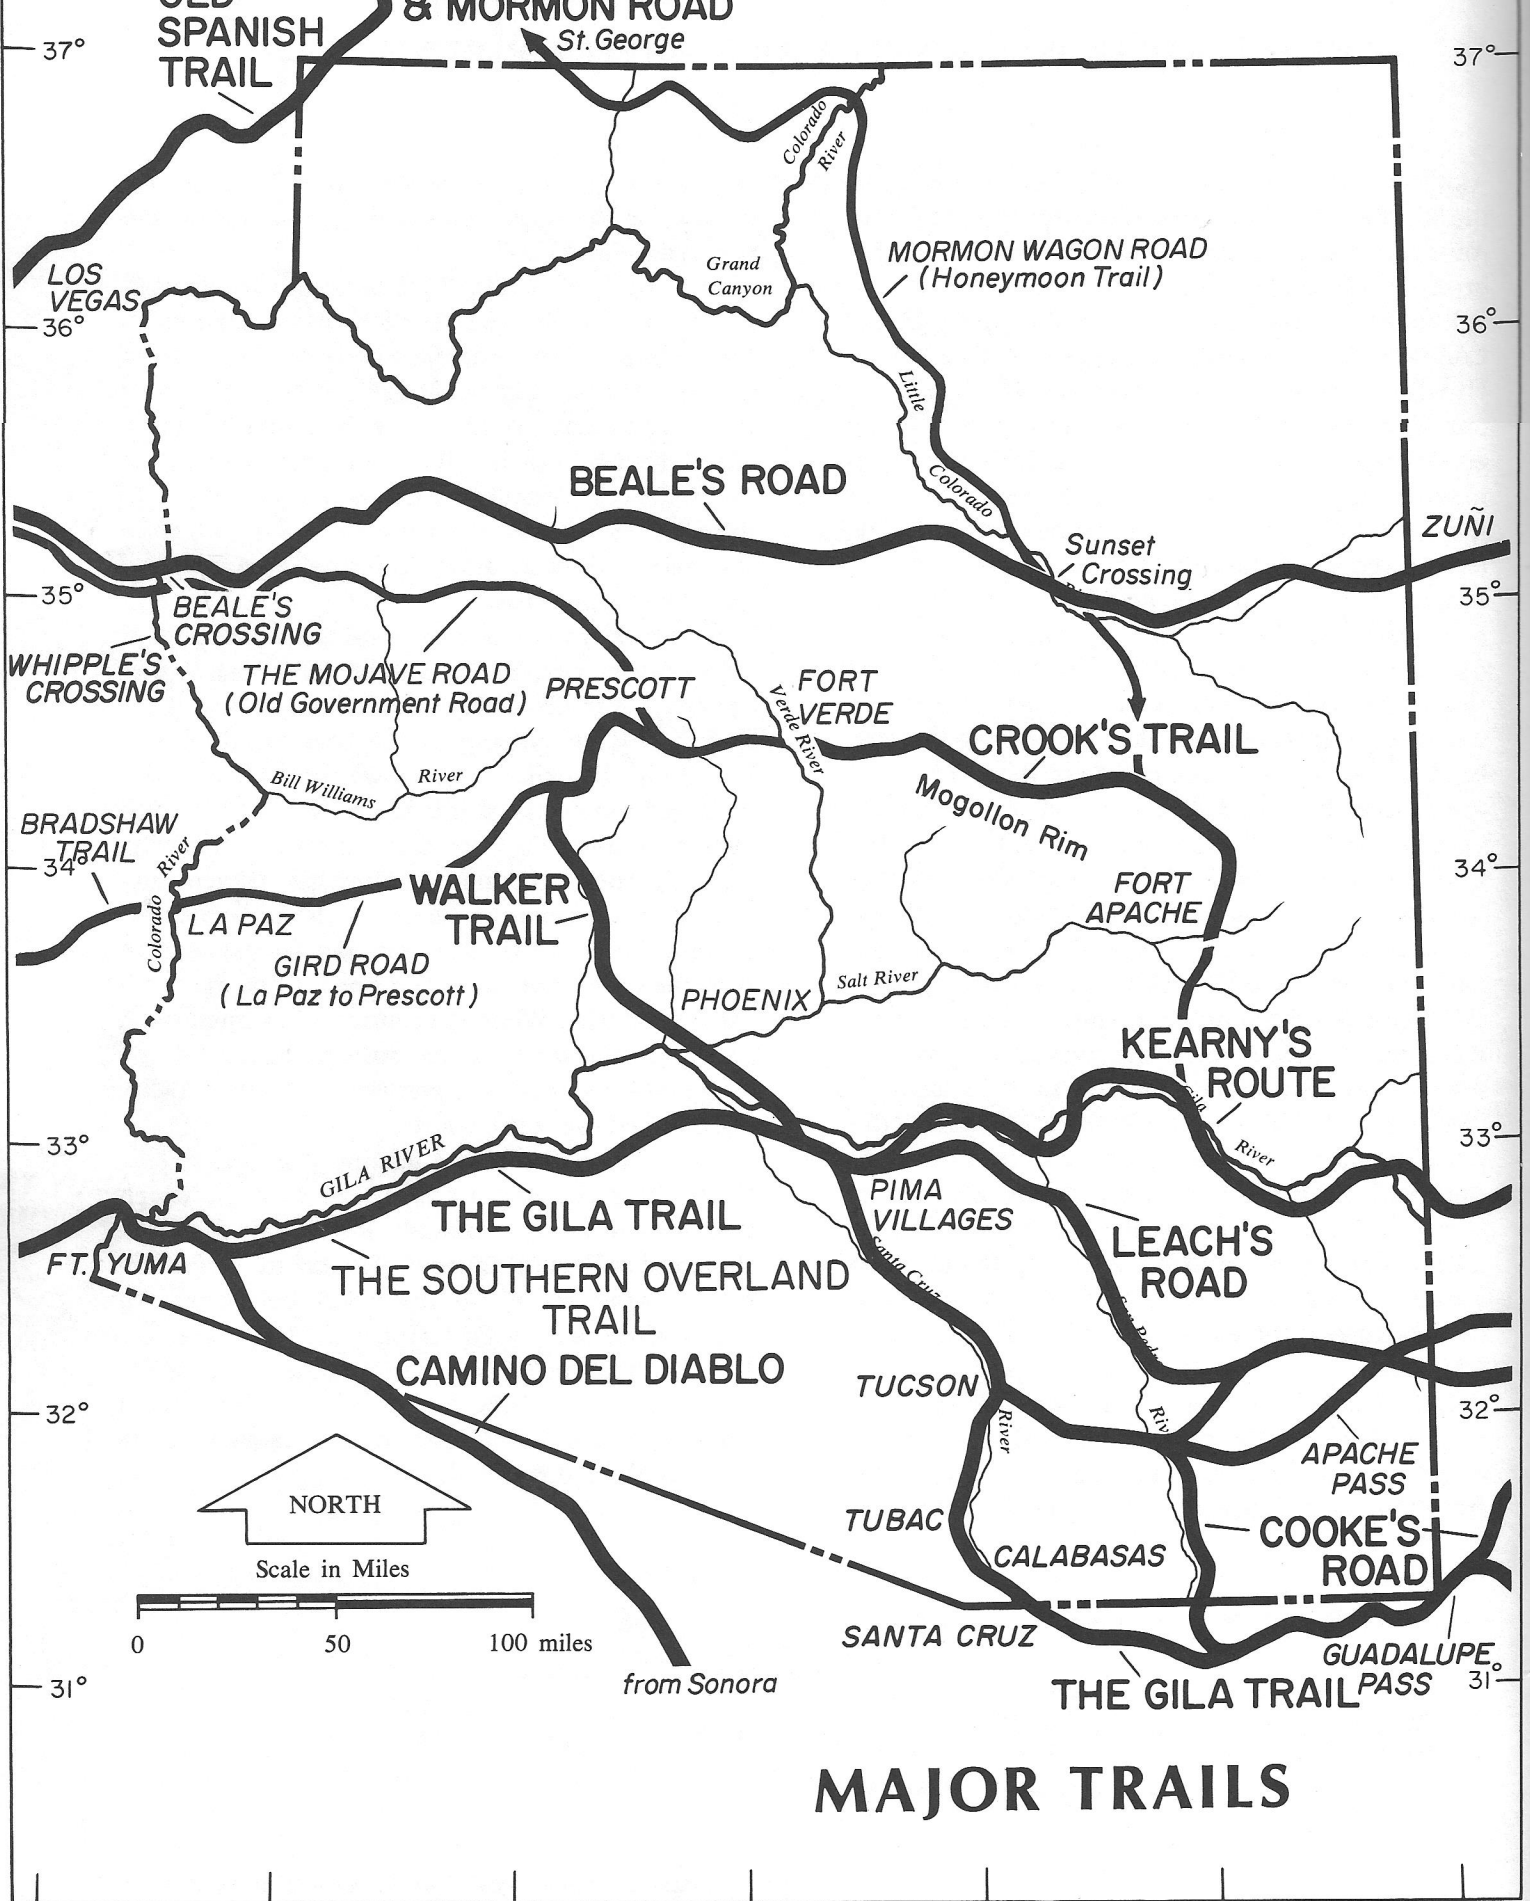 OLD
SPANISH
TRAIL
& MORMON ROAD
St. George
37°
37°
Colorado
River
LOS
VEGAS
Grand
Canyon
MORMON WAGON ROAD
(Honeymoon Trail)
36°
36°
Little
Colorado
BEALE'S ROAD
ZUÑI
Sunset
Crossing
35°
35°
BEALE'S
CROSSING
WHIPPLE'S
CROSSING
THE MOJAVE ROAD
(Old Government Road)
PRESCOTT
FORT
VERDE
Verde River
CROOK'S TRAIL
Bill Williams
River
Mogollon Rim
BRADSHAW
TRAIL
34°
34°
Colorado
River
WALKER
TRAIL
FORT
APACHE
LA PAZ
GIRD ROAD
(La Paz to Prescott)
PHOENIX
Salt River
KEARNY'S
ROUTE
Gila
River
33°
33°
GILA RIVER
THE GILA TRAIL
PIMA
VILLAGES
LEACH'S
ROAD
FT. YUMA
THE SOUTHERN OVERLAND
TRAIL
Santa Cruz
San Pedro
CAMINO DEL DIABLO
TUCSON
River
Riv
32°
32°
APACHE
PASS
NORTH
TUBAC
COOKE'S
ROAD
CALABASAS
Scale in Miles
0
50
100 miles
SANTA CRUZ
GUADALUPE
PASS
from Sonora
THE GILA TRAIL
31°
31°
MAJOR TRAILS